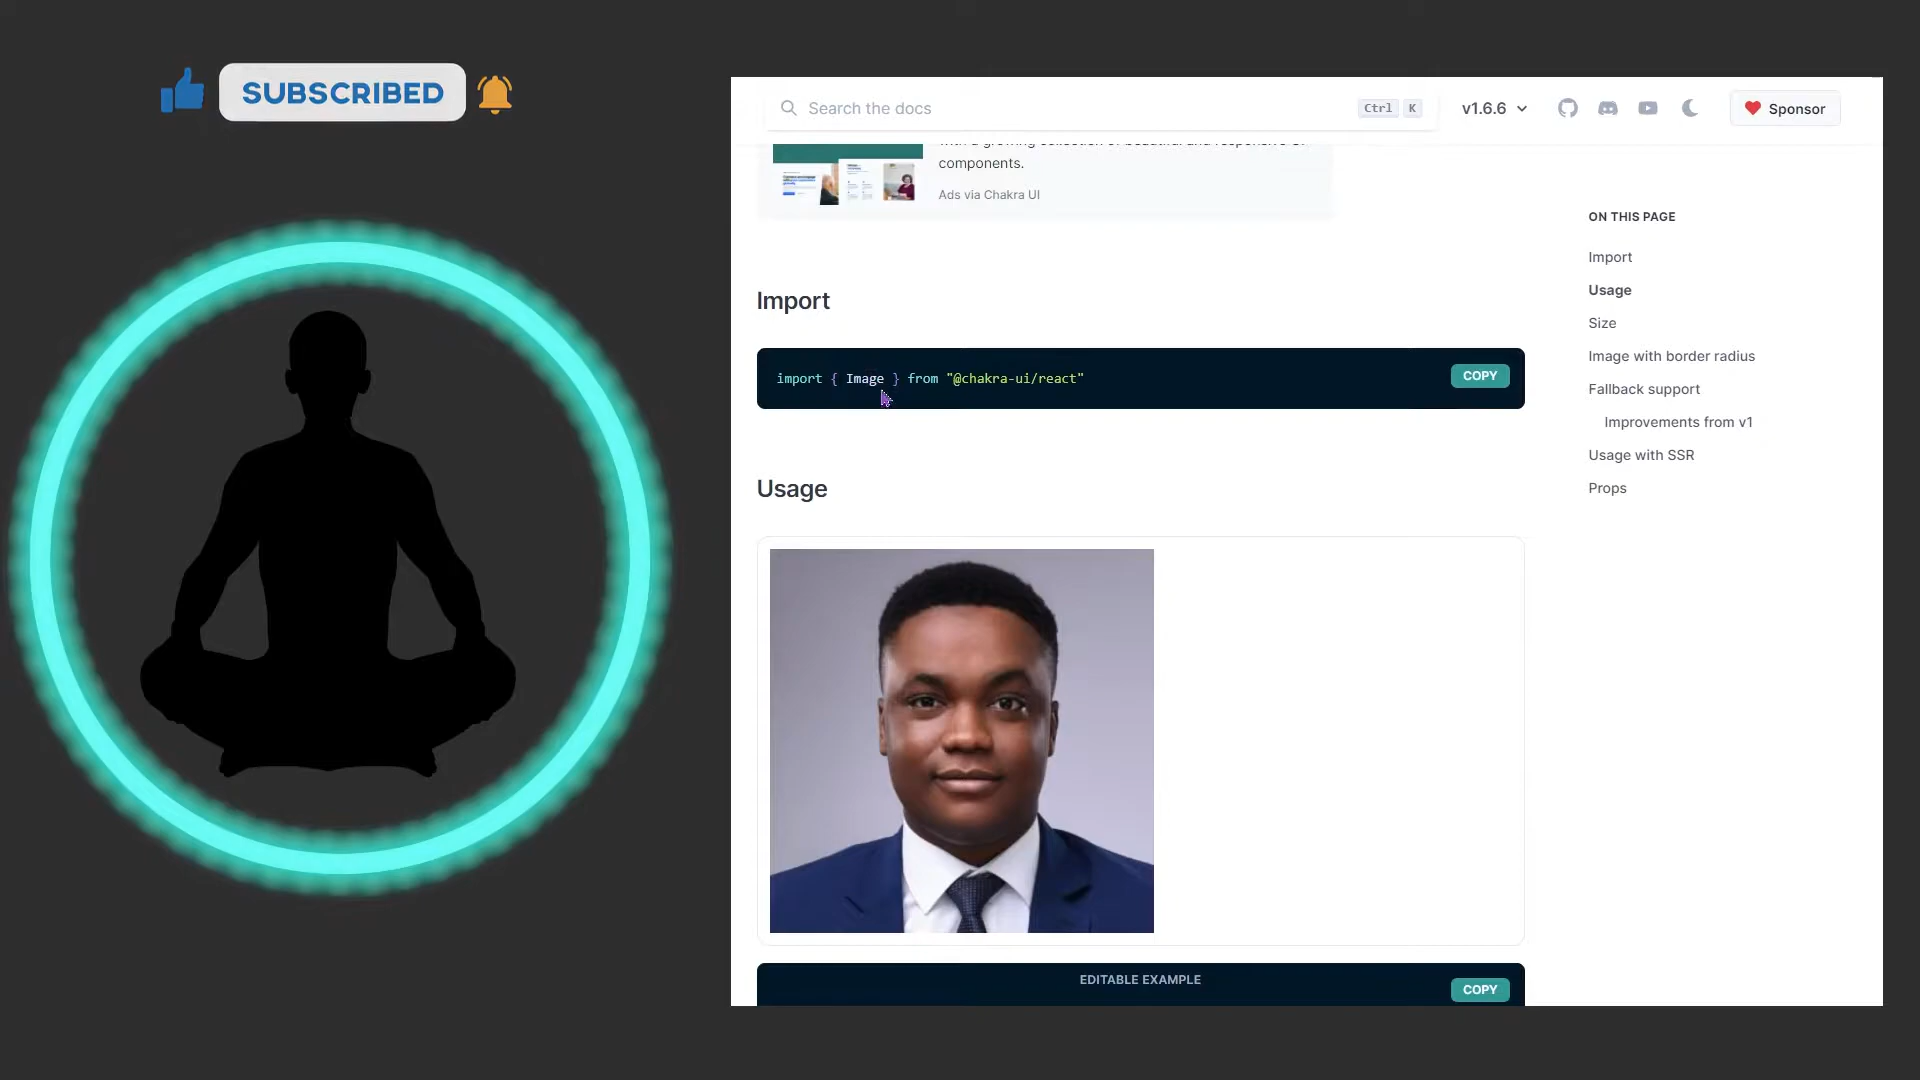 SUBSCRIBED
Search the docs
Ctrl K
v1.6.6
Sponsor
components.
Ads via Chakra UI
Import
import { Image } from "@chakra-ui/react"
COPY
Usage
EDITABLE EXAMPLE
COPY
ON THIS PAGE
Import
Usage
Size
Image with border radius
Fallback support
Improvements from v1
Usage with SSR
Props